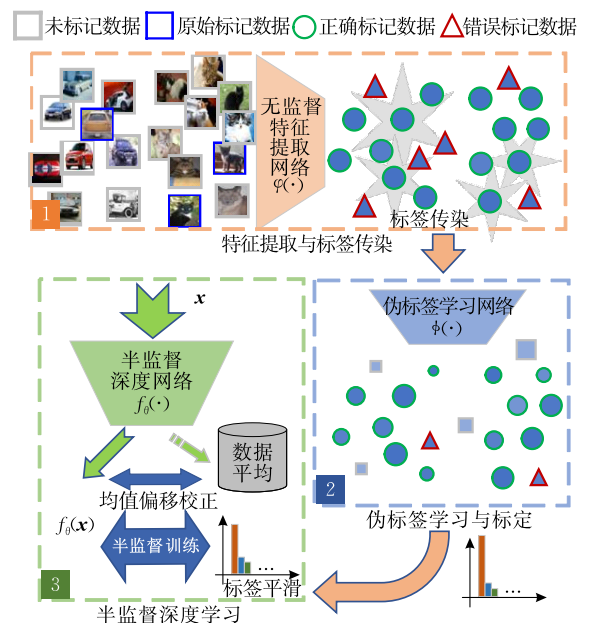 未标记数据 原始标记数据 正确标记数据 错误标记数据
无监督
特征
提取
网络
φ(·)
标签传染
1
特征提取与标签传染
x
半监督
深度网络
fθ(·)
数据
平均
均值偏移校正
fθ(x)
半监督训练
...
标签平滑
3
半监督深度学习
伪标签学习网络
ϕ(·)
2
伪标签学习与标定
...